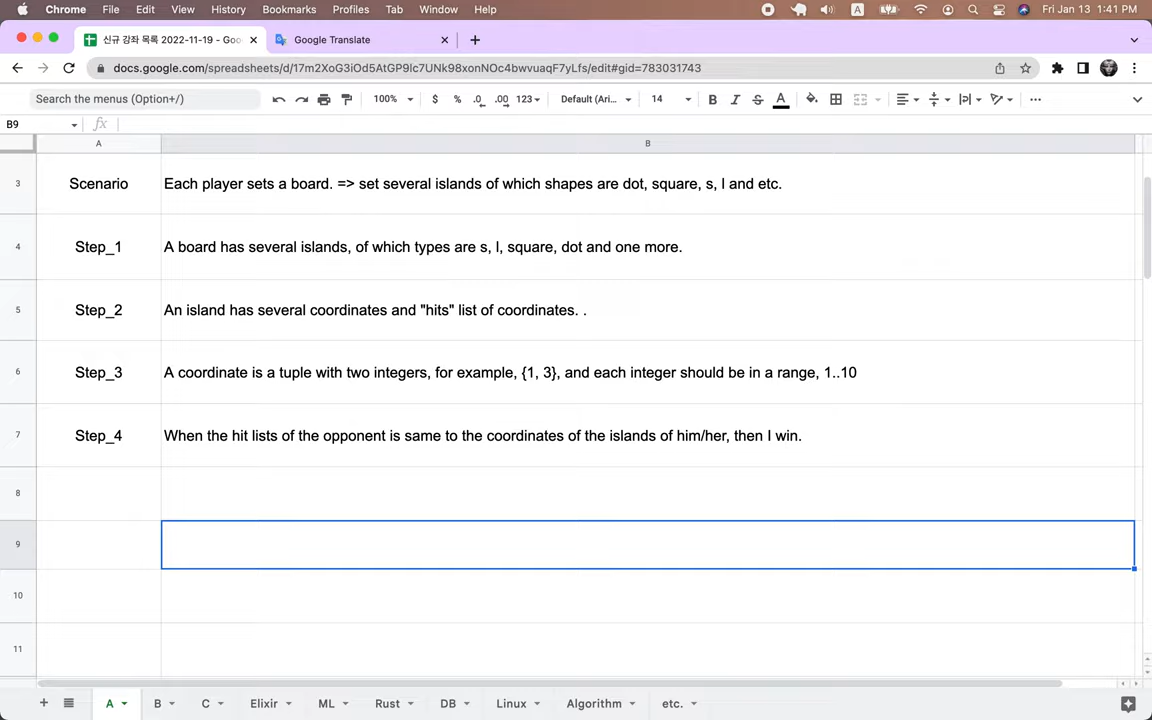 Chrome File Edit View History Bookmarks Profiles Tab Window Help A Fri Jan 13 1:41 PM
신규 강좌 목록 2022-11-19 - Goo Google Translate
docs.google.com/spreadsheets/d/17m2XoG3iOd5AtGP9lc7UNk98xonNOc4bwvuaqF7yLfs/edit#gid=783031743
Search the menus (Option+/) 100% $ % .0 .00 123 Default (Ari... 14 B I S A
B9 fx
A B
3 Scenario Each player sets a board. => set several islands of which shapes are dot, square, s, l and etc.
4 Step_1 A board has several islands, of which types are s, l, square, dot and one more.
5 Step_2 An island has several coordinates and "hits" list of coordinates. .
6 Step_3 A coordinate is a tuple with two integers, for example, {1, 3}, and each integer should be in a range, 1..10
7 Step_4 When the hit lists of the opponent is same to the coordinates of the islands of him/her, then I win.
8
9
10
11
A B C Elixir ML Rust DB Linux Algorithm etc.